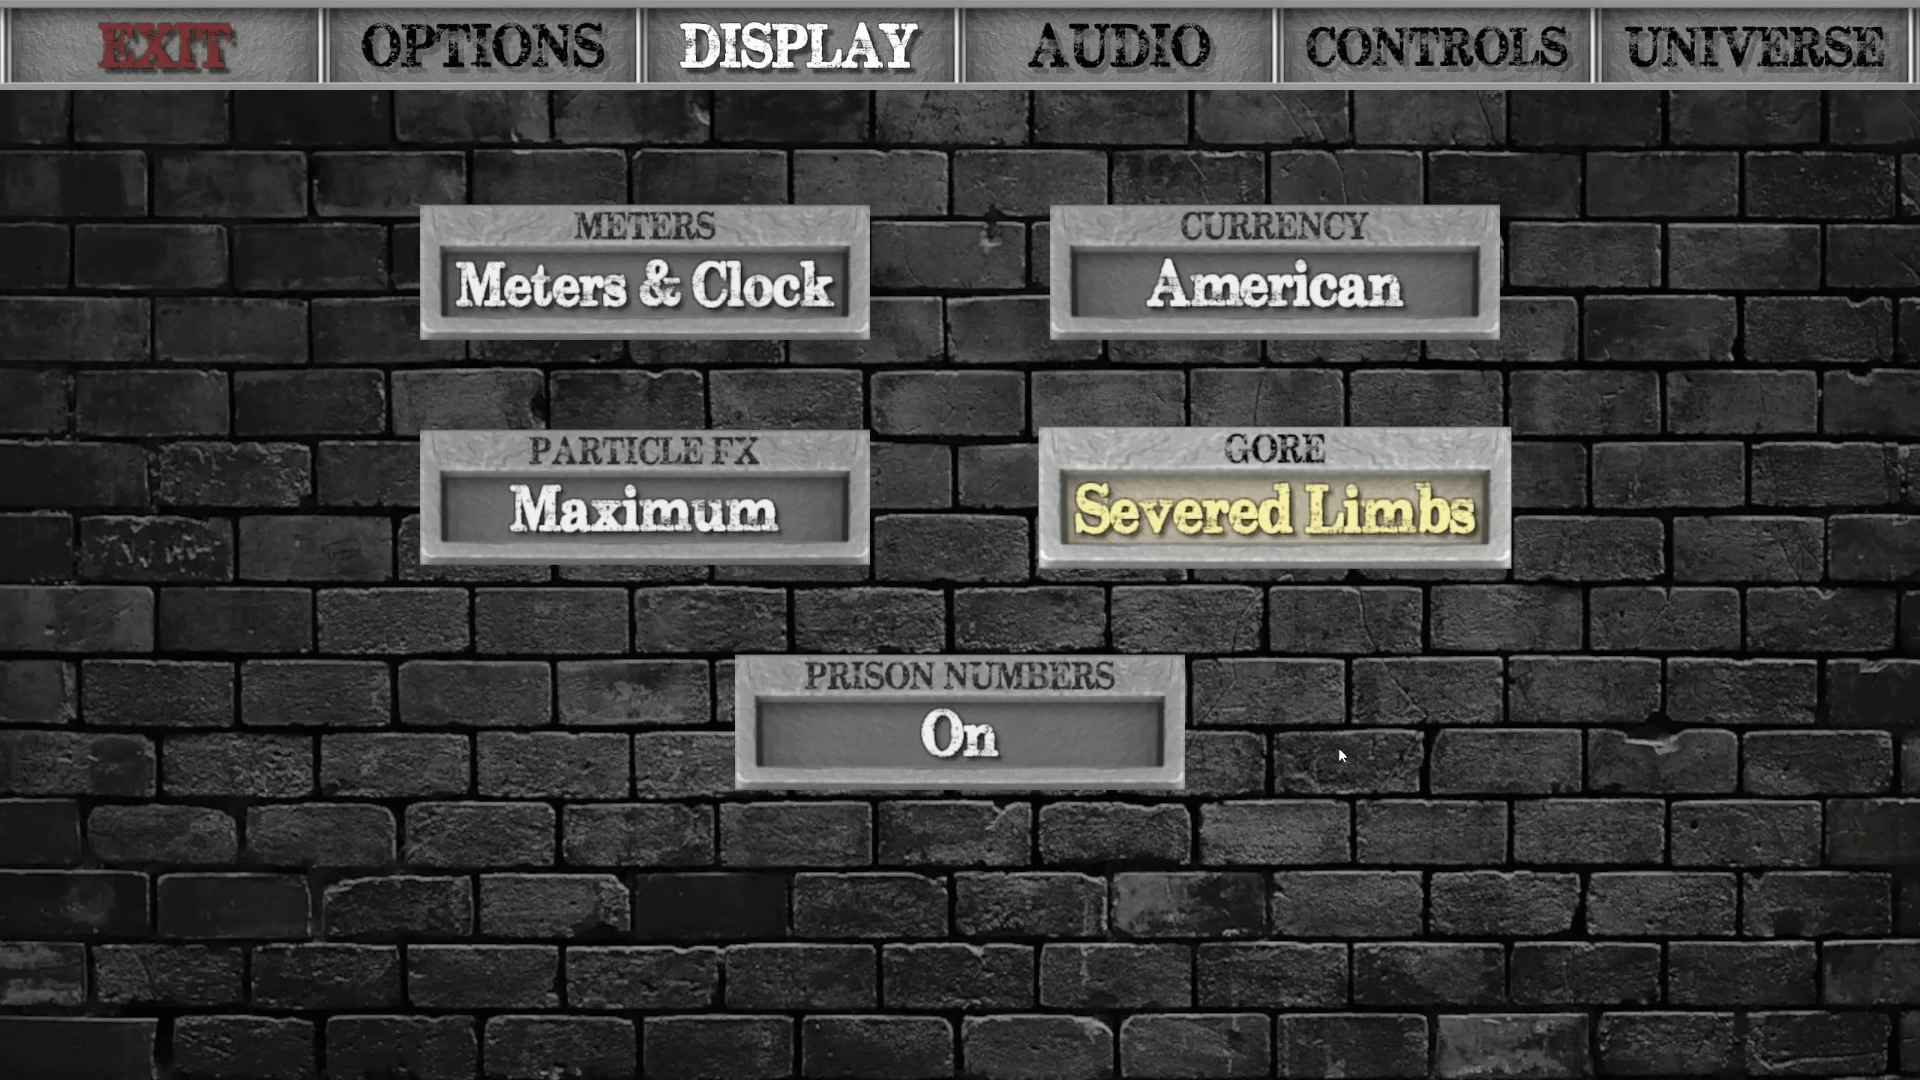 EXIT OPTIONS DISPLAY AUDIO CONTROLS UNIVERSE
METERS
Meters & Clock
CURRENCY
American
PARTICLE FX
Maximum
GORE
Severed Limbs
PRISON NUMBERS
On